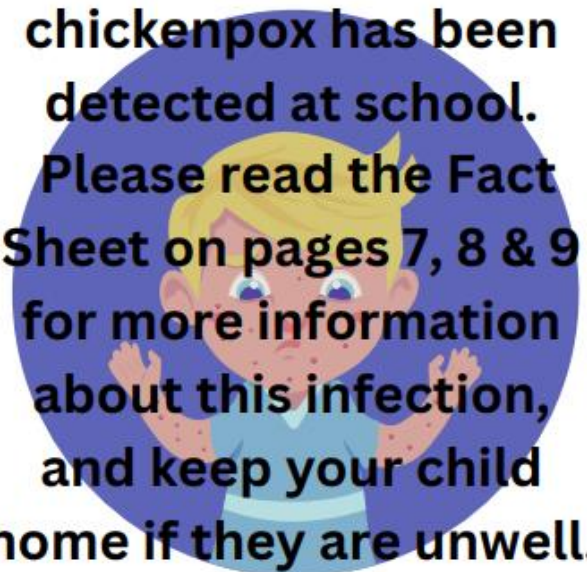 chickenpox has been
detected at school.
Please read the Fact
Sheet on pages 7, 8 & 9
for more information
about this infection,
and keep your child
home if they are unwell.